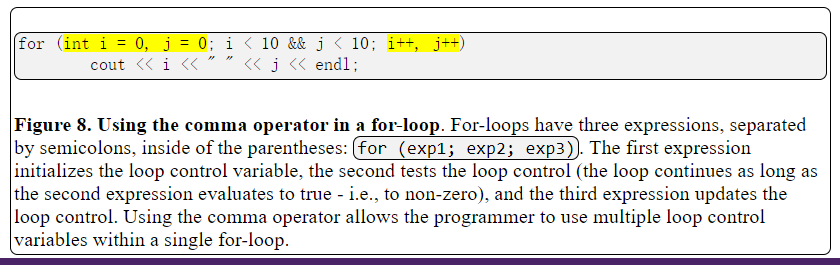 for (int i = 0, j = 0; i < 10 && j < 10; i++, j++)
cout << i << " " << j << endl;
Figure 8. Using the comma operator in a for-loop. For-loops have three expressions, separated
by semicolons, inside of the parentheses: for (exp1; exp2; exp3). The first expression
initializes the loop control variable, the second tests the loop control (the loop continues as long as
the second expression evaluates to true - i.e., to non-zero), and the third expression updates the
loop control. Using the comma operator allows the programmer to use multiple loop control
variables within a single for-loop.